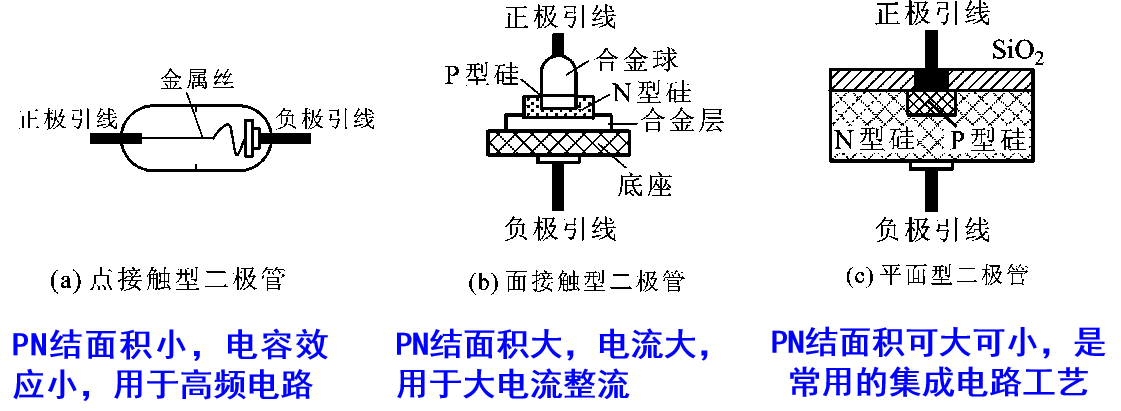 金属丝
正极引线
负极引线
(a) 点接触型二极管
PN结面积小，电容效
应小，用于高频电路
正极引线
合金球
P型硅
N型硅
合金层
底座
负极引线
(b) 面接触型二极管
PN结面积大，电流大，
用于大电流整流
正极引线
SiO₂
N型硅
P型硅
负极引线
(c) 平面型二极管
PN结面积可大可小，是
常用的集成电路工艺